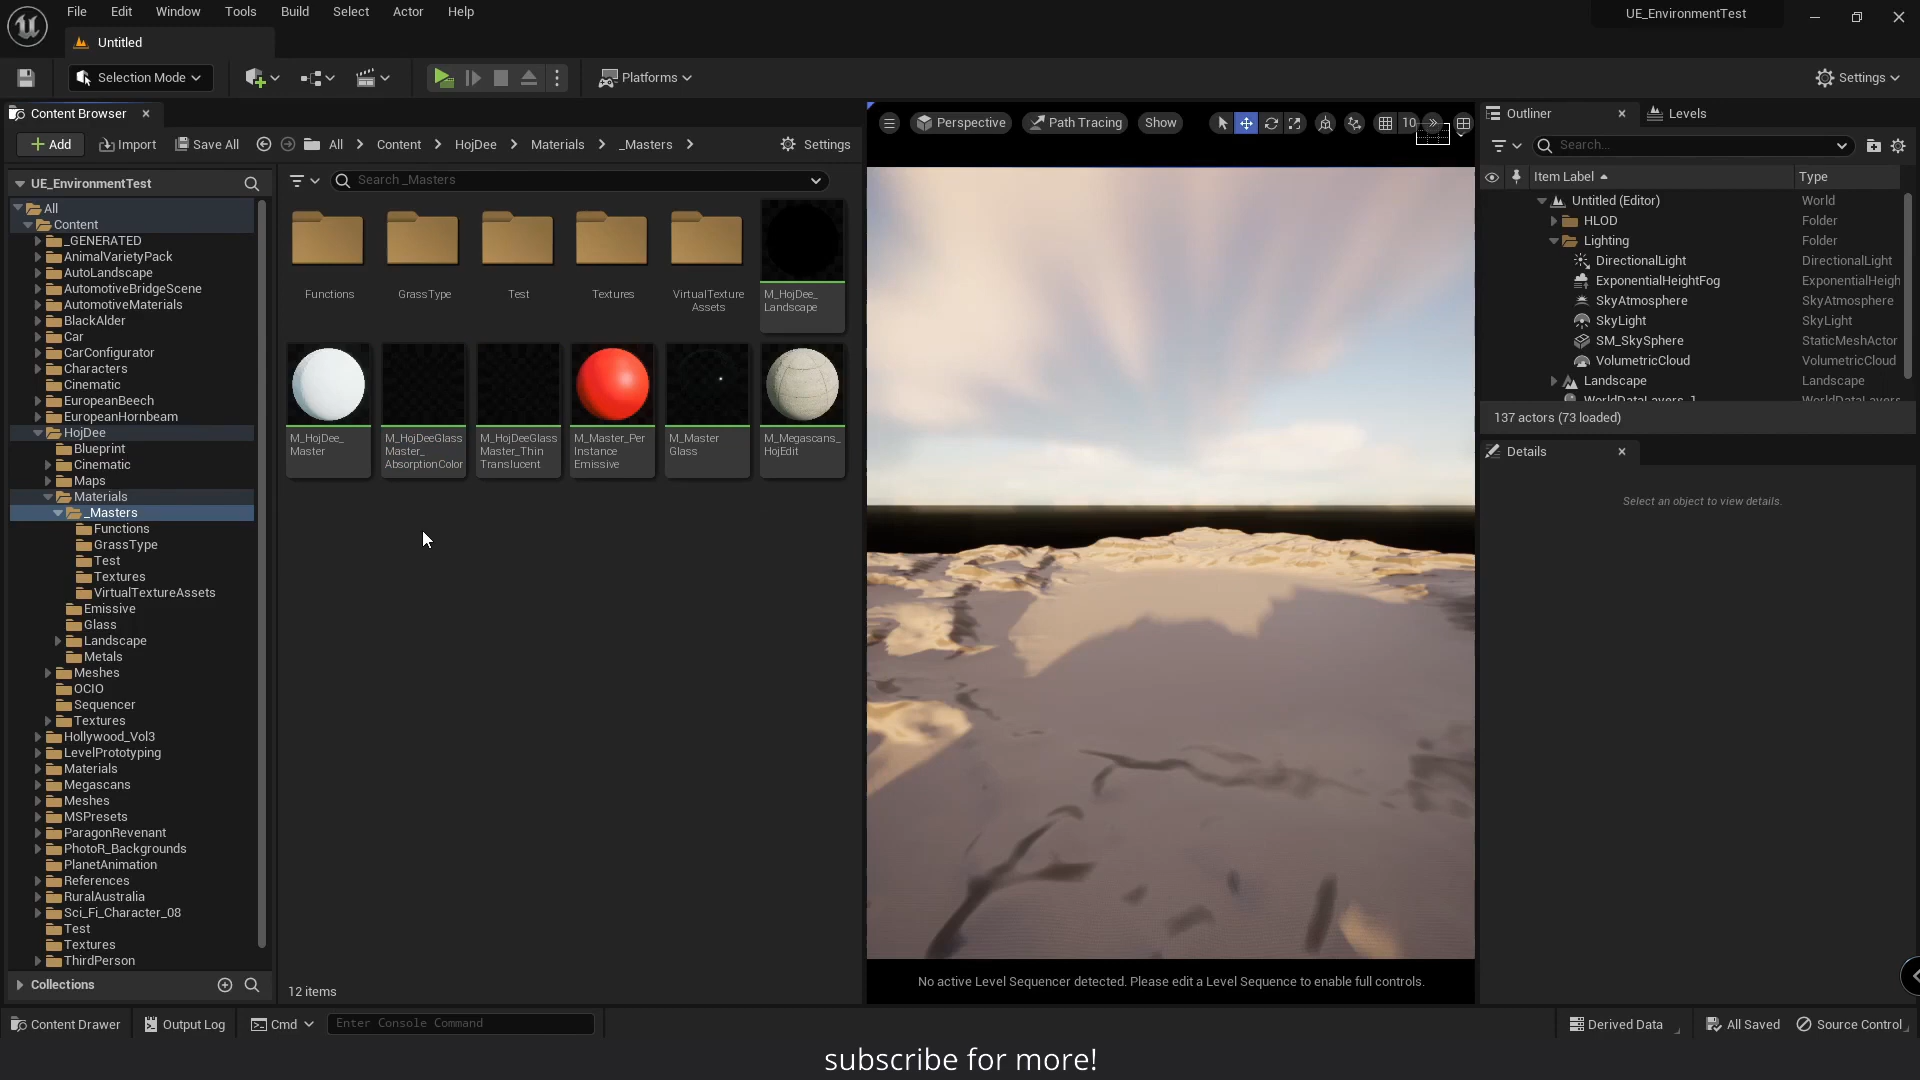 File Edit Window Tools Build Select Actor Help
UE_EnvironmentTest
Untitled
Selection Mode
Platforms
Settings
Content Browser
Add Import Save All All Content HojDee Materials _Masters Settings
UE_EnvironmentTest
Search _Masters
All
Content
_GENERATED
AnimalVarietyPack
AutoLandscape
AutomotiveBridgeScene
AutomotiveMaterials
BlackAlder
Car
CarConfigurator
Characters
Cinematic
EuropeanBeech
EuropeanHornbeam
HojDee
Blueprint
Cinematic
Maps
Materials
_Masters
Functions
GrassType
Test
Textures
VirtualTextureAssets
Emissive
Glass
Landscape
Metals
Meshes
OCIO
Sequencer
Textures
Hollywood_Vol3
LevelPrototyping
Materials
Megascans
Meshes
MSPresets
ParagonRevenant
PhotoR_Backgrounds
PlanetAnimation
References
RuralAustralia
Sci_Fi_Character_08
Test
Textures
ThirdPerson
Collections
Functions
GrassType
Test
Textures
VirtualTexture
Assets
M_HojDee_
Landscape
M_HojDee_
Master
M_HojDeeGlass
Master_
AbsorptionColor
M_HojDeeGlass
Master_Thin
Translucent
M_Master_Per
Instance
Emissive
M_Master
Glass
M_Megascans_
HojEdit
12 items
Perspective Path Tracing Show 10
No active Level Sequencer detected. Please edit a Level Sequence to enable full controls.
Outliner Levels
Search...
Item Label Type
Untitled (Editor) World
HLOD Folder
Lighting Folder
DirectionalLight DirectionalLight
ExponentialHeightFog ExponentialHeigh
SkyAtmosphere SkyAtmosphere
SkyLight SkyLight
SM_SkySphere StaticMeshActor
VolumetricCloud VolumetricCloud
Landscape Landscape
137 actors (73 loaded)
Details
Select an object to view details.
Content Drawer Output Log Cmd Enter Console Command Derived Data All Saved Source Control
subscribe for more!